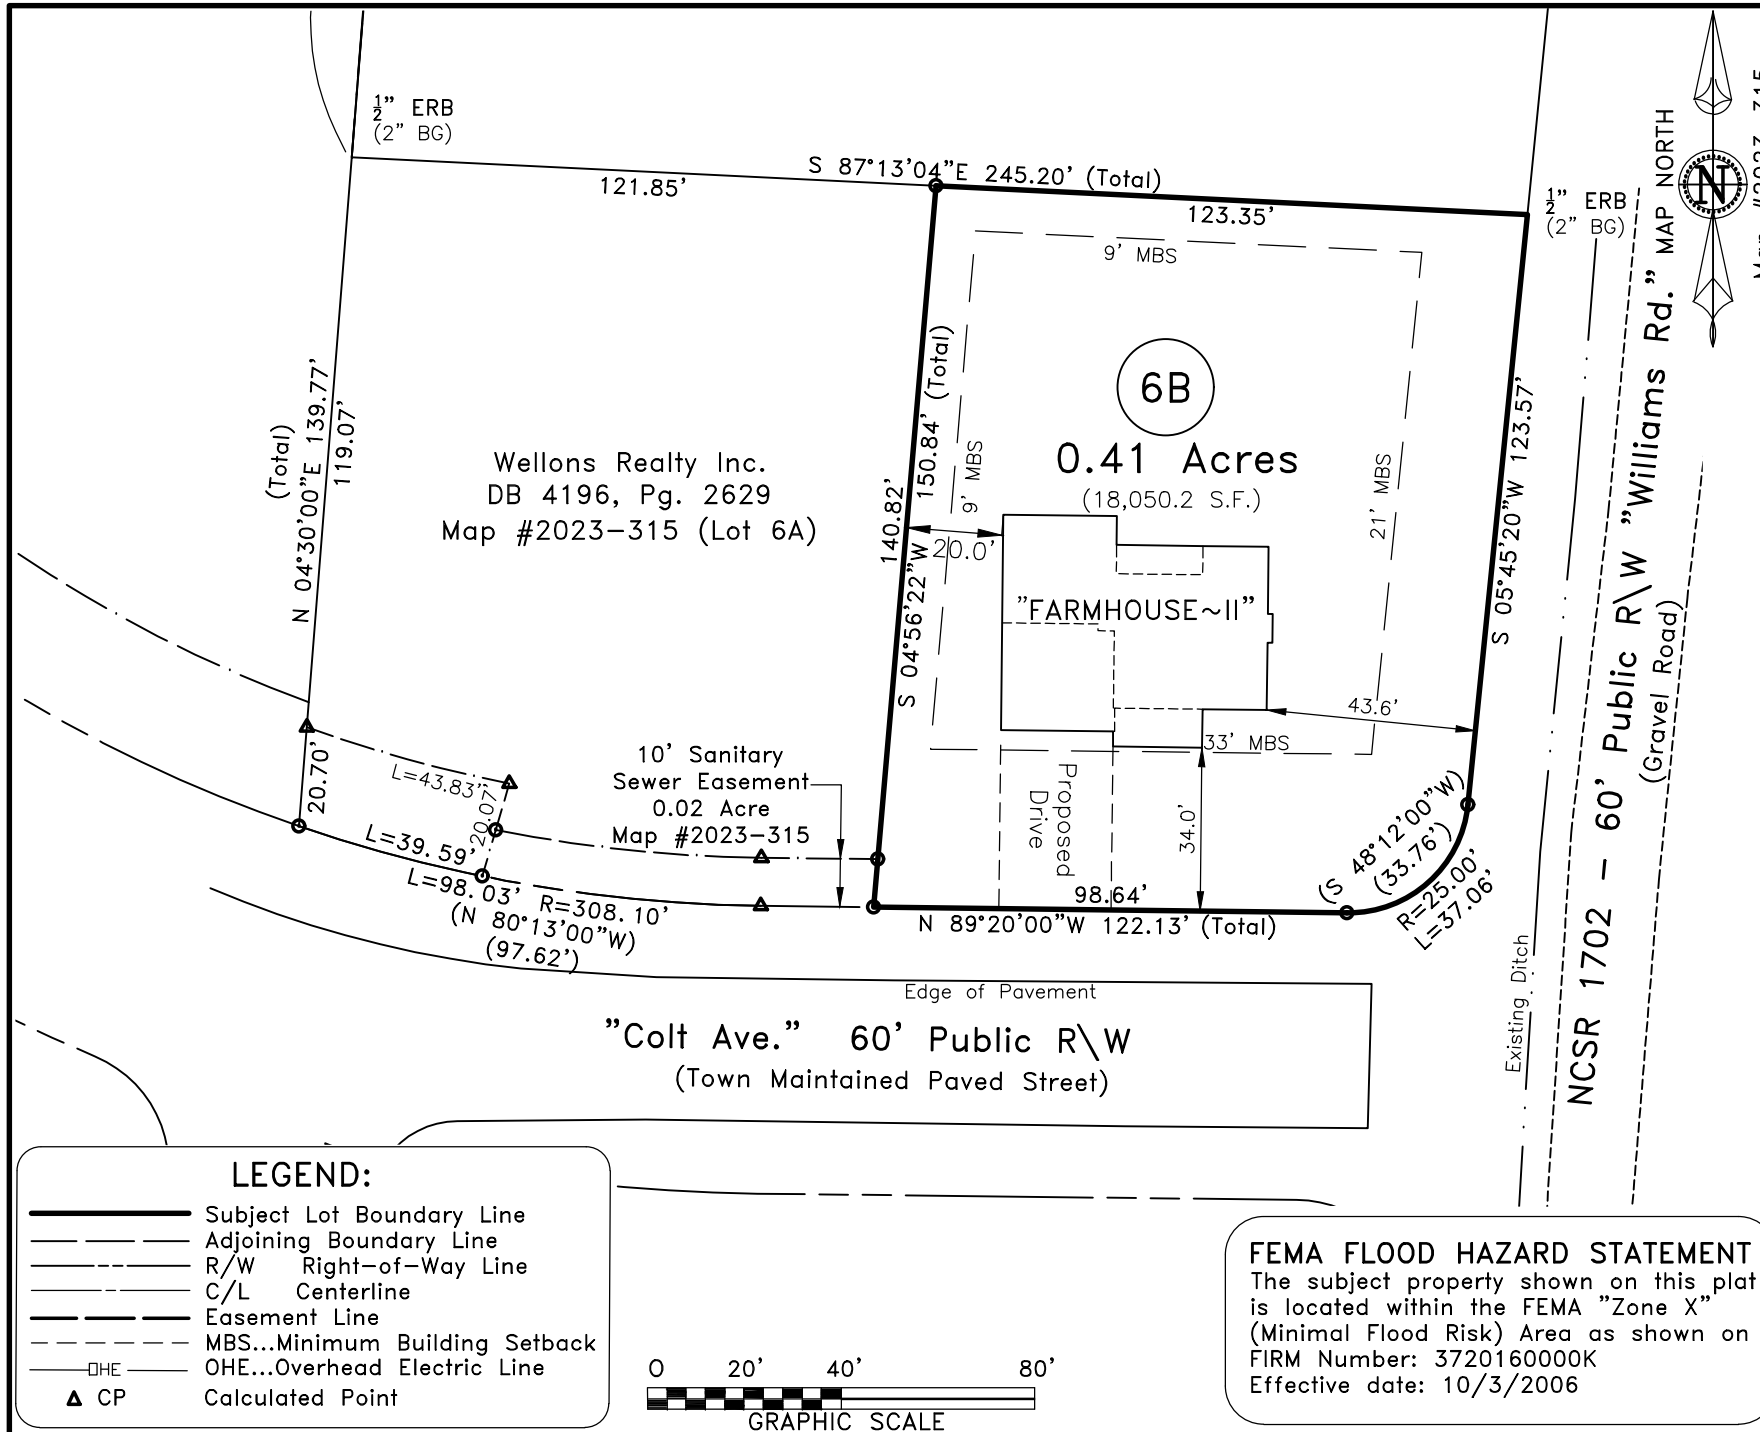 ½" ERB
(2" BG)
S 87°13'04"E 245.20' (Total)
121.85'
123.35'
½" ERB
(2" BG)
MAP NORTH
N
9' MBS
6B
0.41 Acres
(18,050.2 S.F.)
9' MBS
21' MBS
(Total)
N 04°30'00"E 139.77'
119.07'
Wellons Realty Inc.
DB 4196, Pg. 2629
Map #2023-315 (Lot 6A)
150.84' (Total)
140.82'
S 04°56'22"W
20.0'
"FARMHOUSE~II"
S 05°45'20"W 123.57'
NCSR 1702 - 60' Public R\W "Williams Rd."
(Gravel Road)
43.6'
33' MBS
Proposed
Drive
34.0'
20.70'
L=43.83'
20.07'
10' Sanitary
Sewer Easement
0.02 Acre
Map #2023-315
L=39.59'
L=98.03' R=308.10'
(N 80°13'00"W)
(97.62')
98.64'
N 89°20'00"W 122.13' (Total)
(S 48°12'00"W)
(33.76')
R=25.00'
L=37.06'
Existing Ditch
Edge of Pavement
"Colt Ave." 60' Public R\W
(Town Maintained Paved Street)
LEGEND:
Subject Lot Boundary Line
Adjoining Boundary Line
R/W Right-of-Way Line
C/L Centerline
Easement Line
MBS...Minimum Building Setback
OHE OHE...Overhead Electric Line
CP Calculated Point
0 20' 40' 80'
GRAPHIC SCALE
FEMA FLOOD HAZARD STATEMENT
The subject property shown on this plat
is located within the FEMA "Zone X"
(Minimal Flood Risk) Area as shown on
FIRM Number: 3720160000K
Effective date: 10/3/2006